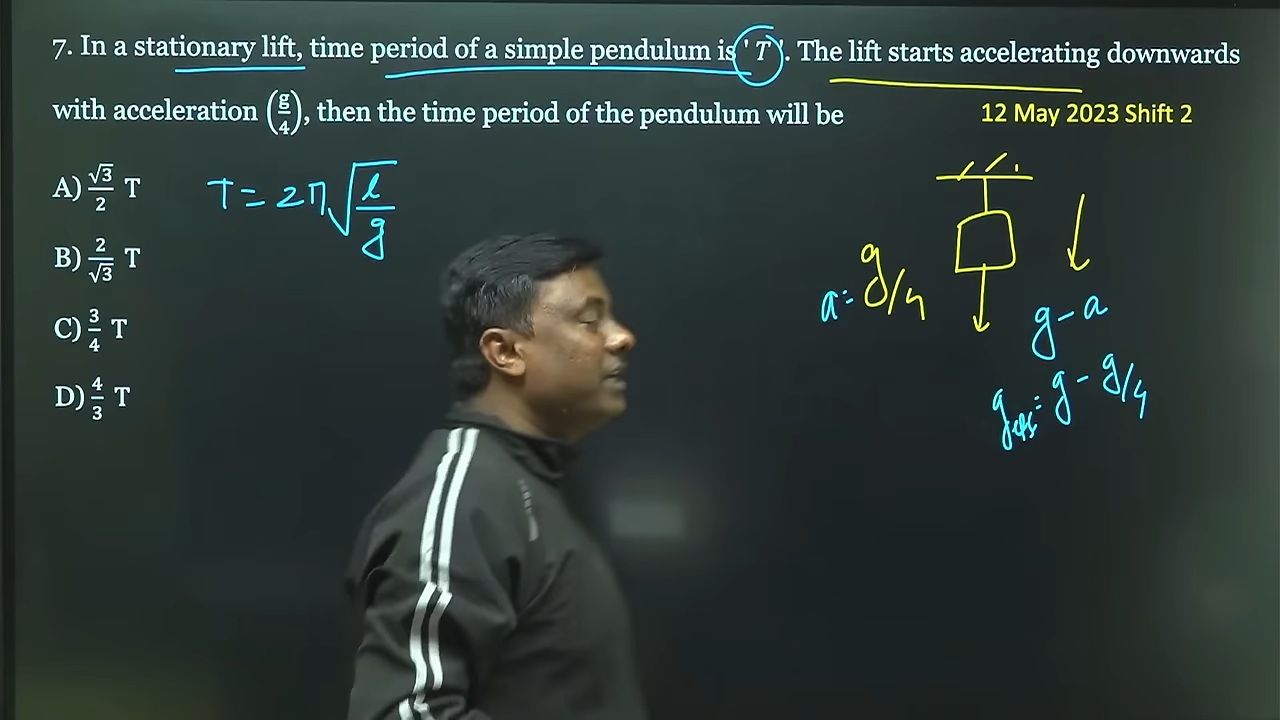 7. In a stationary lift, time period of a simple pendulum is 'T'. The lift starts accelerating downwards
with acceleration (g/4), then the time period of the pendulum will be
12 May 2023 Shift 2
A) √3/2 T
B) 2/√3 T
C) 3/4 T
D) 4/3 T
T = 2π√(l/g)
a = g/4
g - a
geff = g - g/4